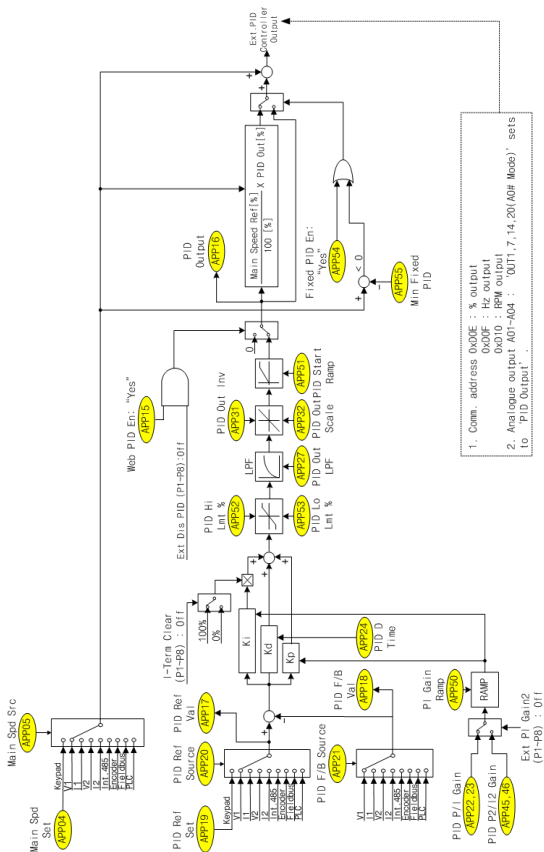 Main Spd Src
APP05
Main Spd
Set
APP04
Keypad
V1
I1
V2
I2
Int.485
Encoder
Fieldbus
PLC
Web PID En: "Yes"
APP15
Ext Dis PID (P1~P8):Off
PID
Output
APP16
Main Speed Ref[%]
100 [%]
X PID Out[%]
Ext.PID
Controller
Output
+
+
Fixed PID En:
"Yes"
APP54
+
-
< 0
APP55
Min Fixed
PID
I-Term Clear
(P1~P8) : Off
100%
0%
PID Hi
Lmt %
APP52
APP53
PID Lo
Lmt %
LPF
APP27
PID Out
LPF
PID Out Inv
APP31
APP32
PID Out
Scale
APP51
PID Start
Ramp
0
Ki
Kd
Kp
+
+
+
APP24
PID D
Time
PID Ref
Val
APP17
PID Ref
Source
APP20
PID Ref
Set
APP19
Keypad
V1
I1
V2
I2
Int.485
Encoder
Fieldbus
PLC
-
PID F/B
Val
APP18
PID F/B Source
APP21
V1
I1
V2
I2
Int.485
Encoder
Fieldbus
PLC
PI Gain
Ramp
APP50
RAMP
PID P/I Gain
APP22,23
APP45,46
PID P2/I2 Gain
Ext PI Gain2
(P1~P8) : Off
1. Comm. address 0xD0E : % output
0xD0F : Hz output
0xD10 : RPM output
2. Analogue output AO1~AO4 : 'OUT1,7,14,20(AO# Mode)' sets
to 'PID Output' .